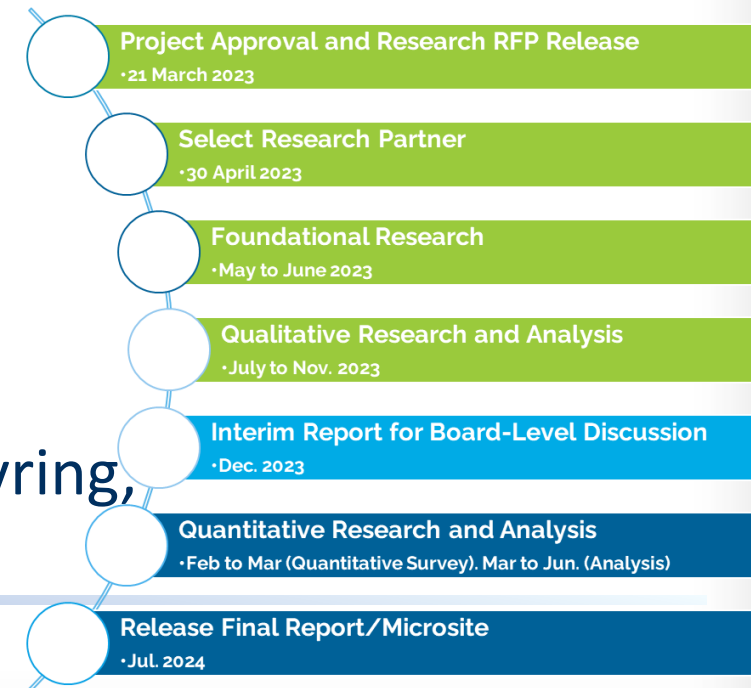 Project Approval and Research RFP Release
•21 March 2023
Select Research Partner
•30 April 2023
Foundational Research
•May to June 2023
Qualitative Research and Analysis
•July to Nov. 2023
Interim Report for Board-Level Discussion
•Dec. 2023
Quantitative Research and Analysis
•Feb to Mar (Quantitative Survey). Mar to Jun. (Analysis)
Release Final Report/Microsite
•Jul. 2024